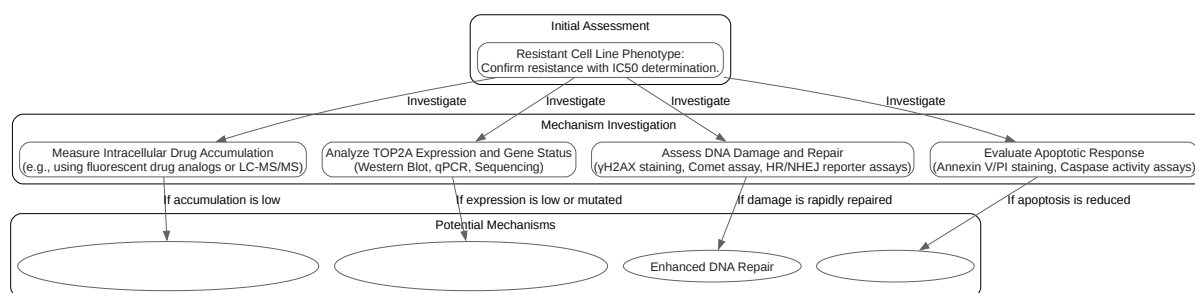 Initial Assessment
Resistant Cell Line Phenotype:
Confirm resistance with IC50 determination.
Investigate
Investigate
Investigate
Investigate
Mechanism Investigation
Measure Intracellular Drug Accumulation
(e.g., using fluorescent drug analogs or LC-MS/MS)
Analyze TOP2A Expression and Gene Status
(Western Blot, qPCR, Sequencing)
Assess DNA Damage and Repair
(γH2AX staining, Comet assay, HR/NHEJ reporter assays)
Evaluate Apoptotic Response
(Annexin V/PI staining, Caspase activity assays)
If accumulation is low
If expression is low or mutated
If damage is rapidly repaired
If apoptosis is reduced
Potential Mechanisms
Enhanced DNA Repair